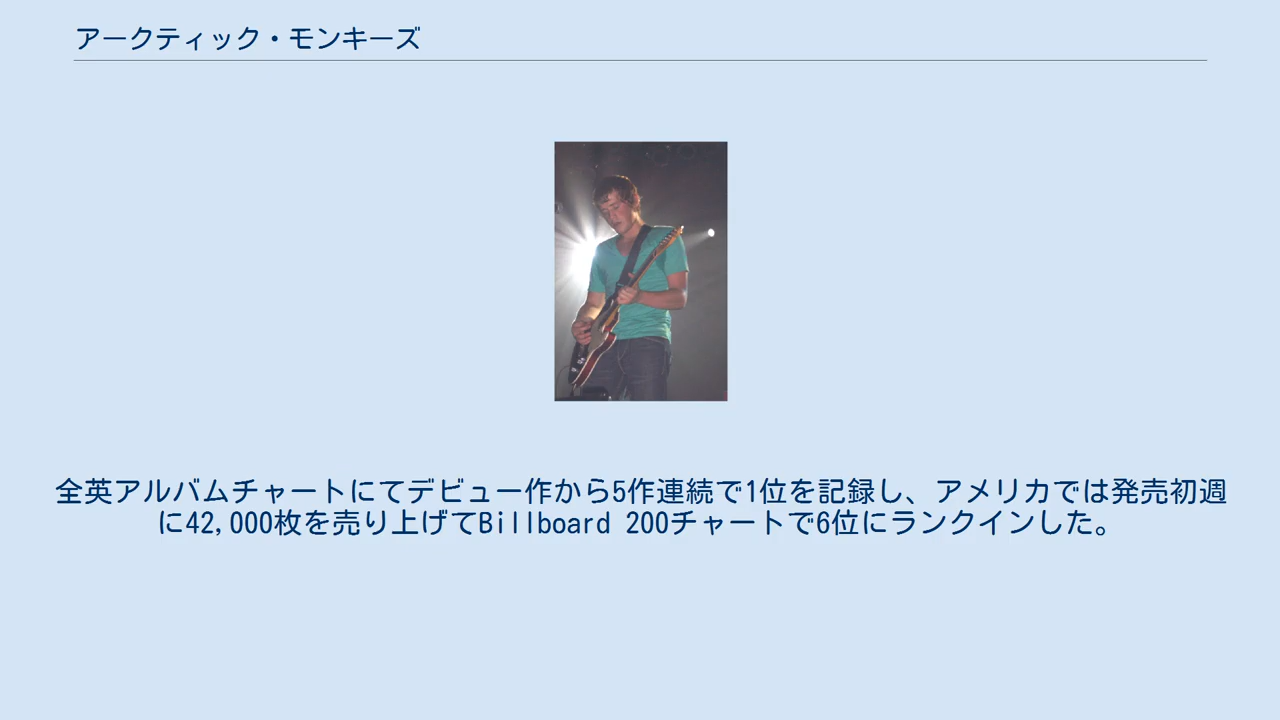 アークティック・モンキーズ
全英アルバムチャートにてデビュー作から5作連続で1位を記録し、アメリカでは発売初週
に42,000枚を売り上げてBillboard 200チャートで6位にランクインした。